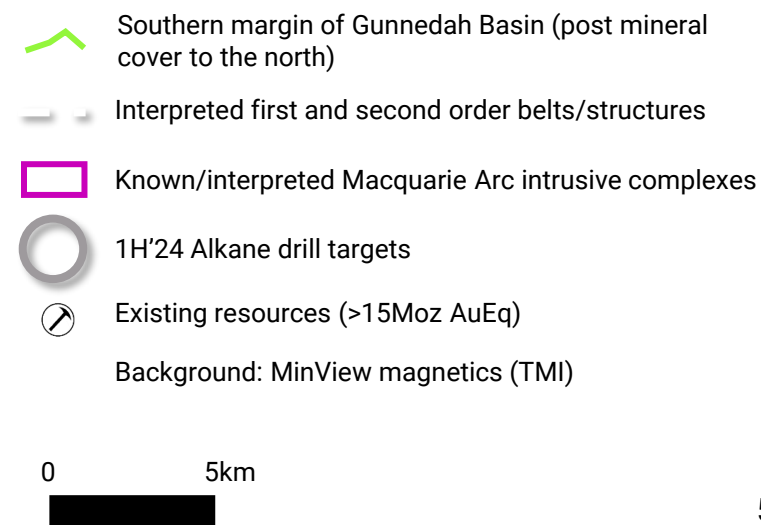 Southern margin of Gunnedah Basin (post mineral
cover to the north)
Interpreted first and second order belts/structures
Known/interpreted Macquarie Arc intrusive complexes
1H'24 Alkane drill targets
Existing resources (>15Moz AuEq)
Background: MinView magnetics (TMI)
0 5km